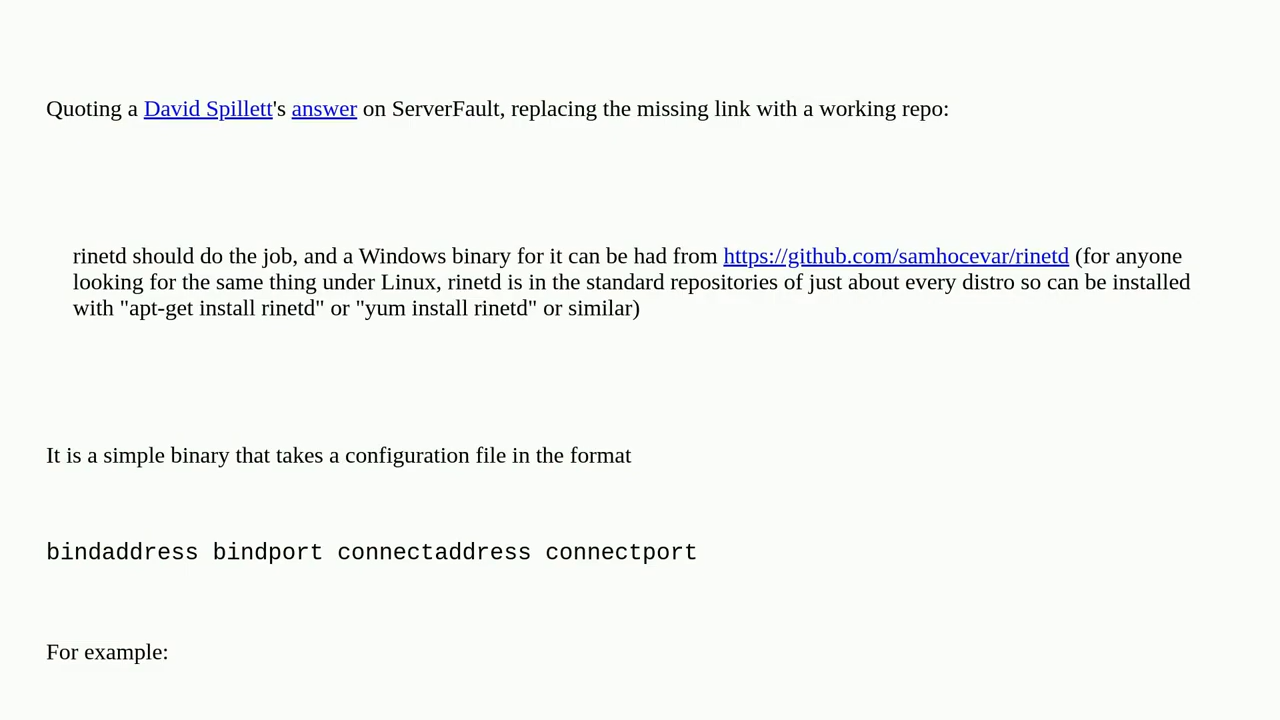 Quoting a David Spillett's answer on ServerFault, replacing the missing link with a working repo:
rinetd should do the job, and a Windows binary for it can be had from https://github.com/samhocevar/rinetd (for anyone
looking for the same thing under Linux, rinetd is in the standard repositories of just about every distro so can be installed
with "apt-get install rinetd" or "yum install rinetd" or similar)
It is a simple binary that takes a configuration file in the format
bindaddress bindport connectaddress connectport
For example: